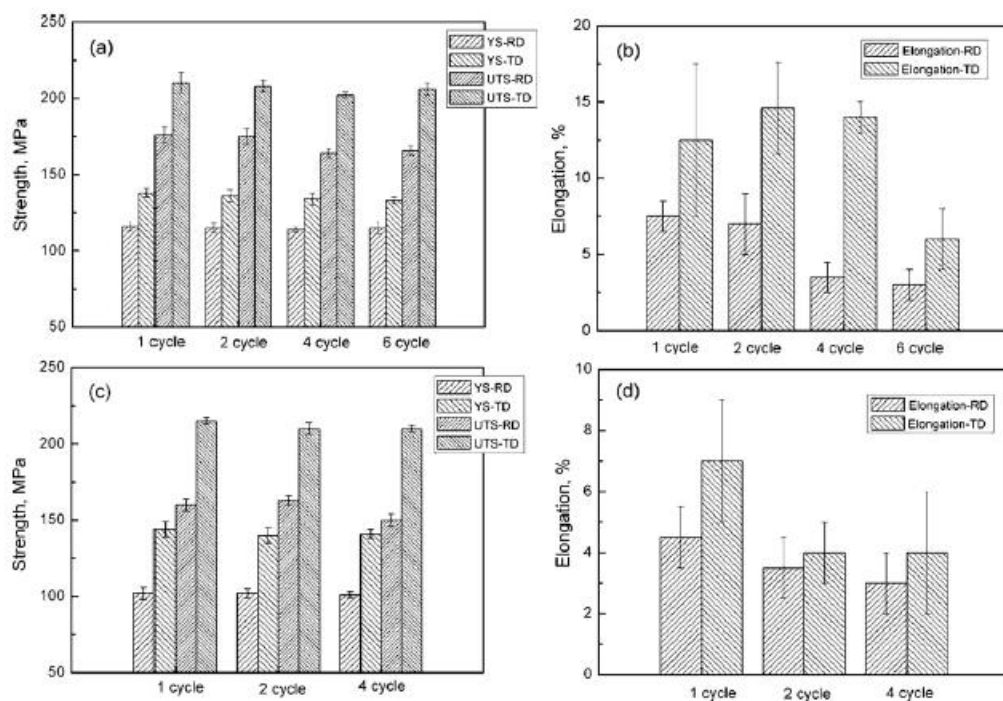 250
200
150
100
50
Strength, MPa
(a)
YS-RD
YS-TD
UTS-RD
UTS-TD
1 cycle 2 cycle 4 cycle 6 cycle
20
15
10
5
0
Elongation, %
(b)
Elongation-RD
Elongation-TD
1 cycle 2 cycle 4 cycle 6 cycle
250
200
150
100
50
Strength, MPa
(c)
YS-RD
YS-TD
UTS-RD
UTS-TD
1 cycle 2 cycle 4 cycle
10
8
6
4
2
0
Elongation, %
(d)
Elongation-RD
Elongation-TD
1 cycle 2 cycle 4 cycle